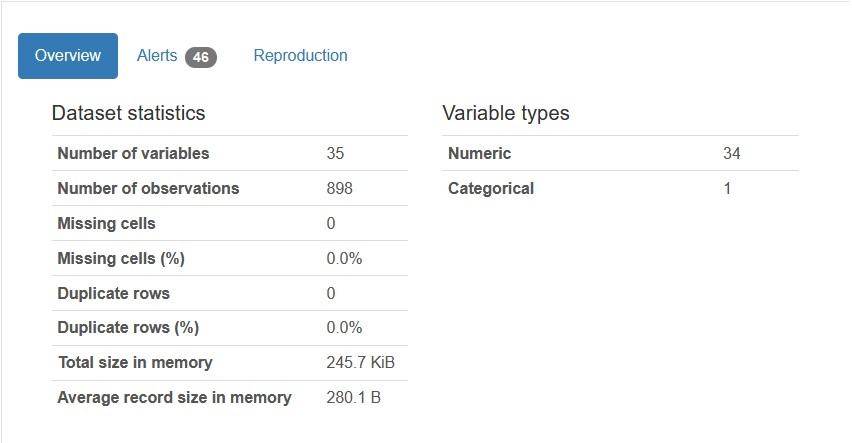 Overview Alerts 46 Reproduction
Dataset statistics
Number of variables 35
Number of observations 898
Missing cells 0
Missing cells (%) 0.0%
Duplicate rows 0
Duplicate rows (%) 0.0%
Total size in memory 245.7 KiB
Average record size in memory 280.1 B
Variable types
Numeric 34
Categorical 1